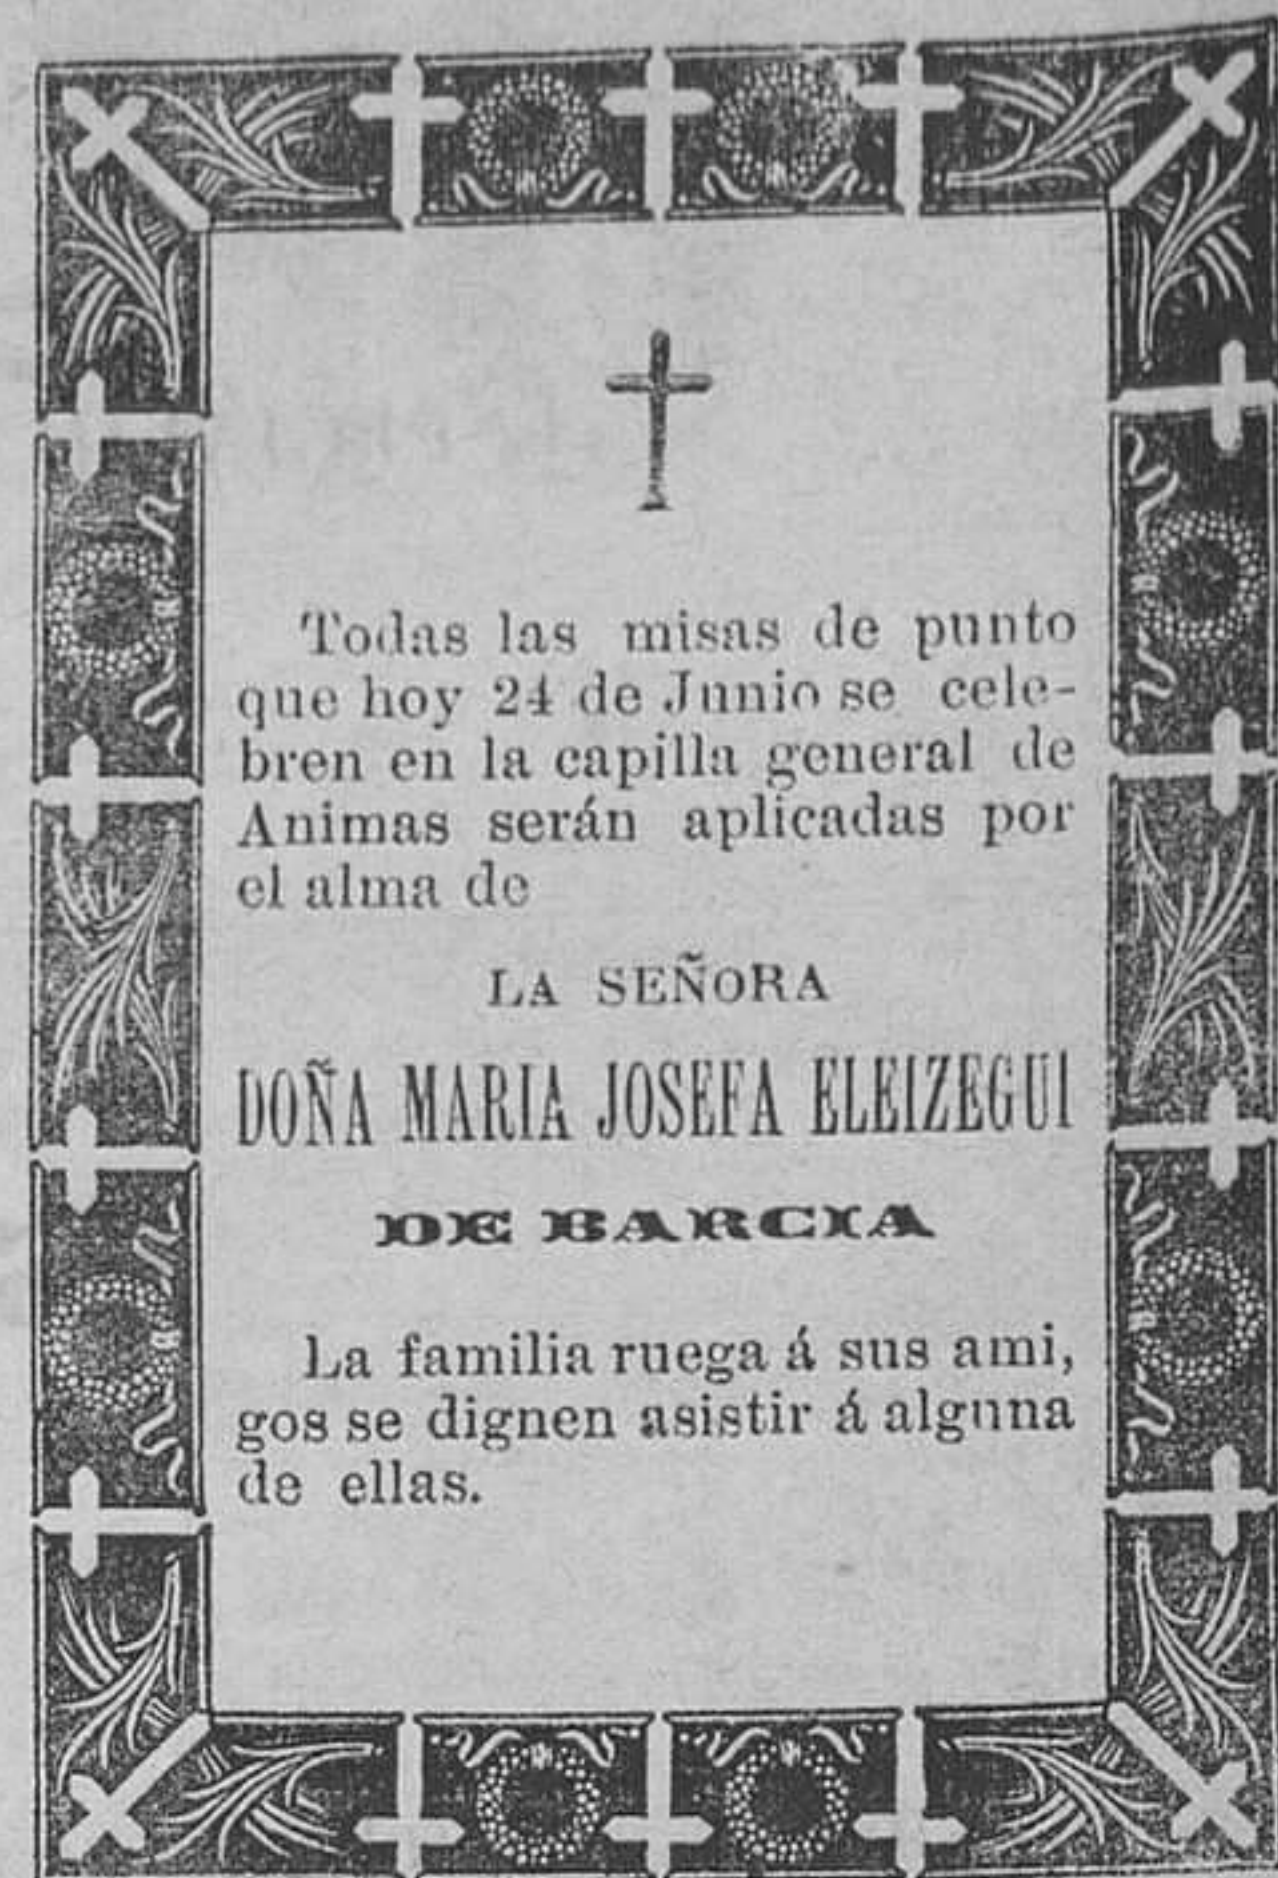 Todas las misas de punto
que hoy 24 de Junio se cele-
bren en la capilla general de
Animas serán aplicadas por
el alma de
LA SEÑORA
DOÑA MARIA JOSEFA ELEIZEGUI
DE BARCIA
La familia ruega á sus ami,
gos se dignen asistir á alguna
de ellas.